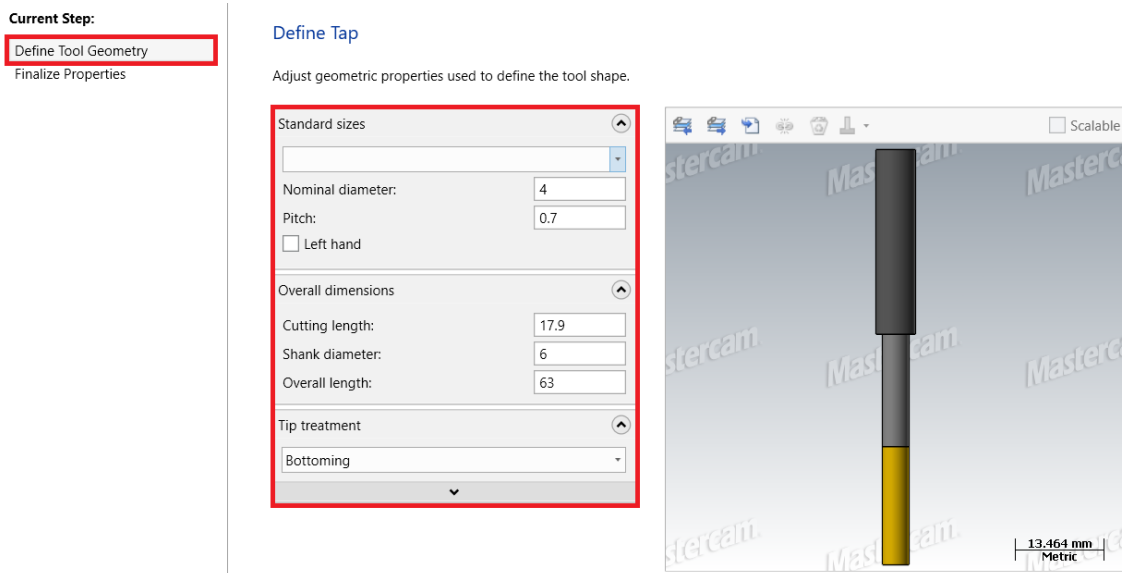 Current Step:
Define Tool Geometry
Finalize Properties
Define Tap
Adjust geometric properties used to define the tool shape.
Standard sizes
Nominal diameter: 4
Pitch: 0.7
Left hand
Overall dimensions
Cutting length: 17.9
Shank diameter: 6
Overall length: 63
Tip treatment
Bottoming
Scalable
Mastercam.
13.464 mm
Metric